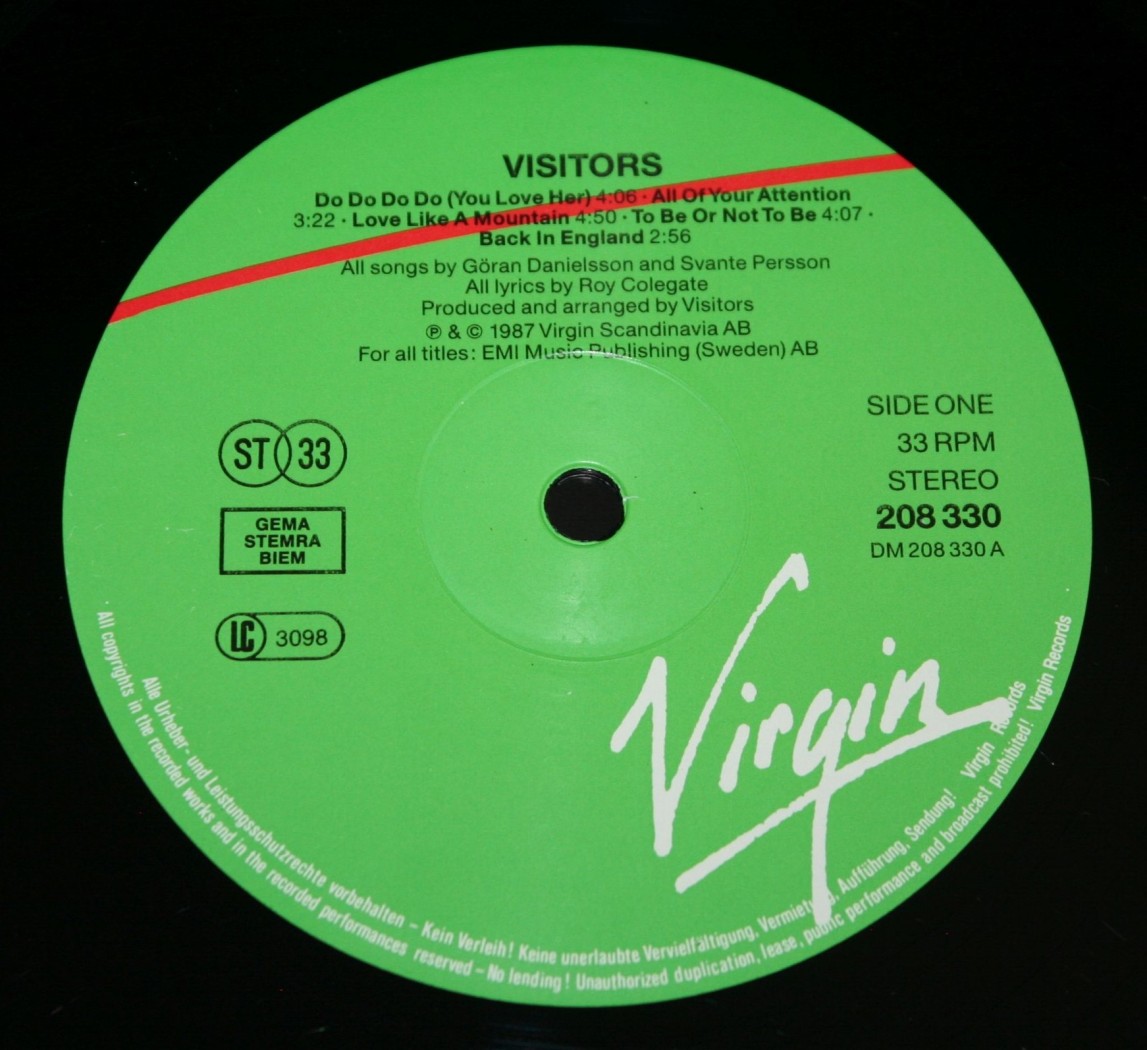 VISITORS
Do Do Do Do (You Love Her) 4:06 · All Of Your Attention
3:22 · Love Like A Mountain 4:50 · To Be Or Not To Be 4:07 ·
Back In England 2:56
All songs by Göran Danielsson and Svante Persson
All lyrics by Roy Colegate
Produced and arranged by Visitors
℗ & © 1987 Virgin Scandinavia AB
For all titles: EMI Music Publishing (Sweden) AB
SIDE ONE
33 RPM
STEREO
208 330
DM 208 330 A
ST 33
GEMA
STEMRA
BIEM
LC 3098
Virgin
Alle Urheber- und Leistungsschutzrechte vorbehalten – Kein Verleih! Keine unerlaubte Vervielfältigung, Vermietung, Aufführung, Sendung! Virgin Records
All copyrights in the recorded works and in the recorded performances reserved – No lending! Unauthorized duplication, lease, public performance and broadcast prohibited! Virgin Records